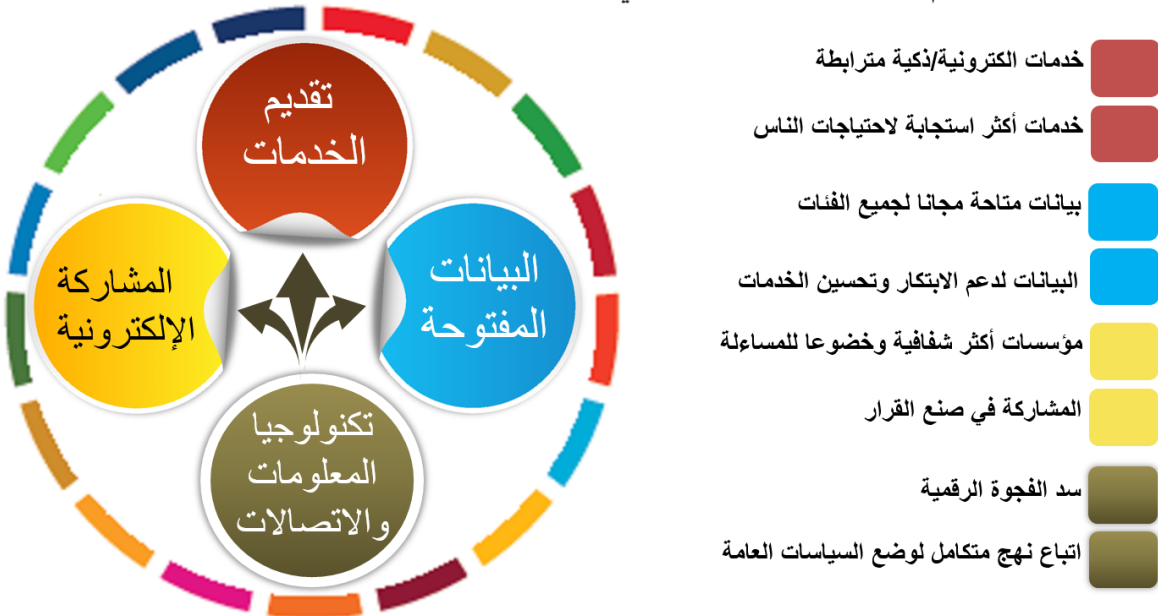 تقديم
الخدمات
المشاركة
الإلكترونية
البيانات
المفتوحة
تكنولوجيا
المعلومات
والاتصالات
خدمات الكترونية/ذكية مترابطة
خدمات أكثر استجابة لاحتياجات الناس
بيانات متاحة مجانا لجميع الفئات
البيانات لدعم الابتكار وتحسين الخدمات
مؤسسات أكثر شفافية وخضوعا للمساءلة
المشاركة في صنع القرار
سد الفجوة الرقمية
اتباع نهج متكامل لوضع السياسات العامة